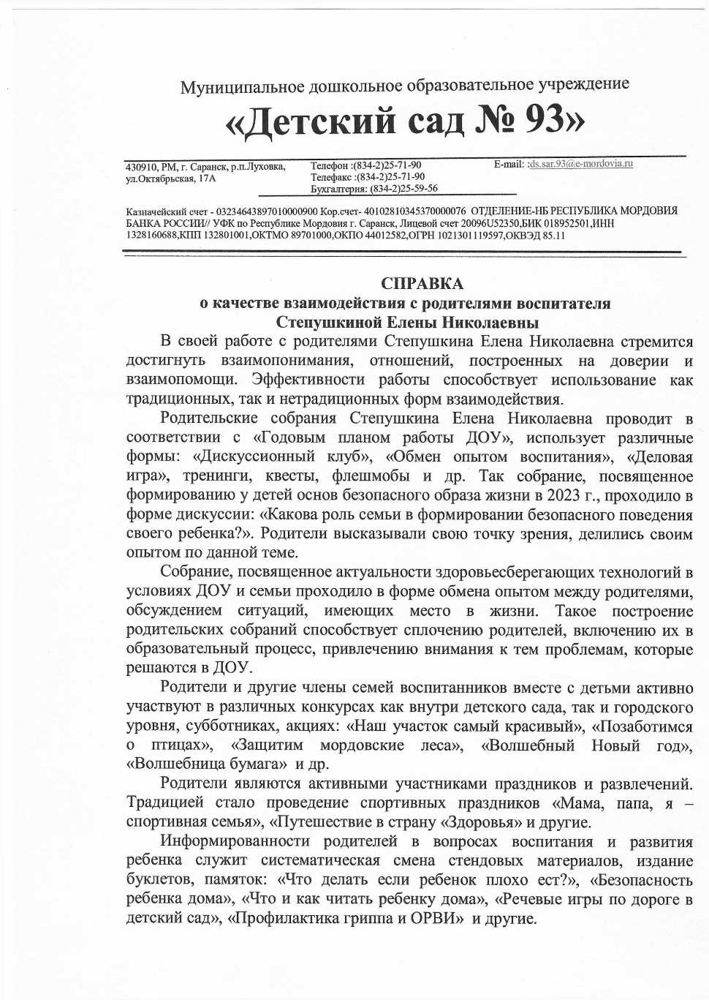 Муниципальное дошкольное образовательное учреждение
«Детский сад № 93»
430910, РМ, г. Саранск, р.п.Луховка,
ул.Октябрьская, 17А
Телефон :(834-2)25-71-90
Телефакс :(834-2)25-71-90
Бухгалтерия: (834-2)25-59-56
E-mail: :ds.sar.93@e-mordovia.ru
Казначейский счет - 03234643897010000900 Кор.счет- 40102810345370000076 ОТДЕЛЕНИЕ-НБ РЕСПУБЛИКА МОРДОВИЯ
БАНКА РОССИИ// УФК по Республике Мордовия г. Саранск, Лицевой счет 20096U52350,БИК 018952501,ИНН
1328160688,КПП 132801001,ОКТМО 89701000,ОКПО 44012582,ОГРН 1021301119597,ОКВЭД 85.11
СПРАВКА
о качестве взаимодействия с родителями воспитателя
Степушкиной Елены Николаевны
В своей работе с родителями Степушкина Елена Николаевна стремится
достигнуть взаимопонимания, отношений, построенных на доверии и
взаимопомощи. Эффективности работы способствует использование как
традиционных, так и нетрадиционных форм взаимодействия.
Родительские собрания Степушкина Елена Николаевна проводит в
соответствии с «Годовым планом работы ДОУ», использует различные
формы: «Дискуссионный клуб», «Обмен опытом воспитания», «Деловая
игра», тренинги, квесты, флешмобы и др. Так собрание, посвященное
формированию у детей основ безопасного образа жизни в 2023 г., проходило в
форме дискуссии: «Какова роль семьи в формировании безопасного поведения
своего ребенка?». Родители высказывали свою точку зрения, делились своим
опытом по данной теме.
Собрание, посвященное актуальности здоровьесберегающих технологий в
условиях ДОУ и семьи проходило в форме обмена опытом между родителями,
обсуждением ситуаций, имеющих место в жизни. Такое построение
родительских собраний способствует сплочению родителей, включению их в
образовательный процесс, привлечению внимания к тем проблемам, которые
решаются в ДОУ.
Родители и другие члены семей воспитанников вместе с детьми активно
участвуют в различных конкурсах как внутри детского сада, так и городского
уровня, субботниках, акциях: «Наш участок самый красивый», «Позаботимся
о птицах», «Защитим мордовские леса», «Волшебный Новый год»,
«Волшебница бумага» и др.
Родители являются активными участниками праздников и развлечений.
Традицией стало проведение спортивных праздников «Мама, папа, я –
спортивная семья», «Путешествие в страну «Здоровья» и другие.
Информированности родителей в вопросах воспитания и развития
ребенка служит систематическая смена стендовых материалов, издание
буклетов, памяток: «Что делать если ребенок плохо ест?», «Безопасность
ребенка дома», «Что и как читать ребенку дома», «Речевые игры по дороге в
детский сад», «Профилактика гриппа и ОРВИ» и другие.